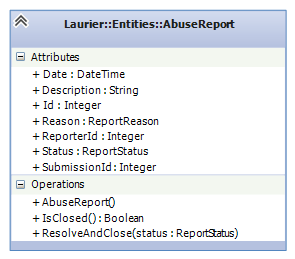 Laurier::Entities::AbuseReport
Attributes
+ Date : DateTime
+ Description : String
+ Id : Integer
+ Reason : ReportReason
+ ReporterId : Integer
+ Status : ReportStatus
+ SubmissionId : Integer
Operations
+ AbuseReport()
+ IsClosed() : Boolean
+ ResolveAndClose(status : ReportStatus)